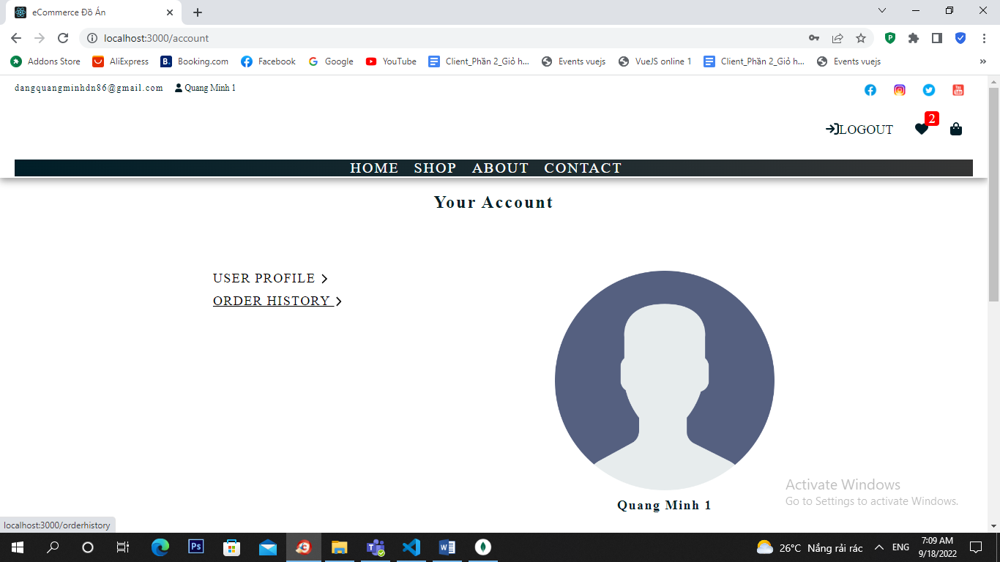 eCommerce Đồ Án
localhost:3000/account
Addons Store AliExpress Booking.com Facebook Google YouTube Client_Phần 2_Giỏ h... Events vuejs VueJS online 1 Client_Phần 2_Giỏ h... Events vuejs »
dangquangminhdn86@gmail.com Quang Minh 1
LOGOUT 2
HOME SHOP ABOUT CONTACT
Your Account
USER PROFILE
ORDER HISTORY
Quang Minh 1
Activate Windows
Go to Settings to activate Windows.
localhost:3000/orderhistory
26°C Nắng rải rác ENG 7:09 AM
9/18/2022